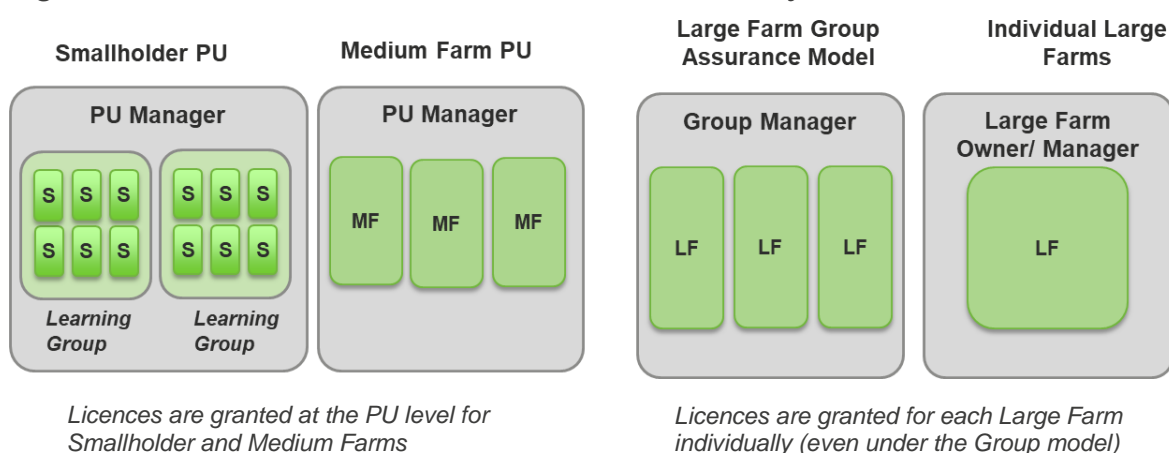 Smallholder PU
PU Manager
S S S S S S
S S S S S S
Learning
Group
Learning
Group
Medium Farm PU
PU Manager
MF MF MF
Large Farm Group
Assurance Model
Group Manager
LF LF LF
Individual Large
Farms
Large Farm
Owner/ Manager
LF
Licences are granted at the PU level for
Smallholder and Medium Farms
Licences are granted for each Large Farm
individually (even under the Group model)